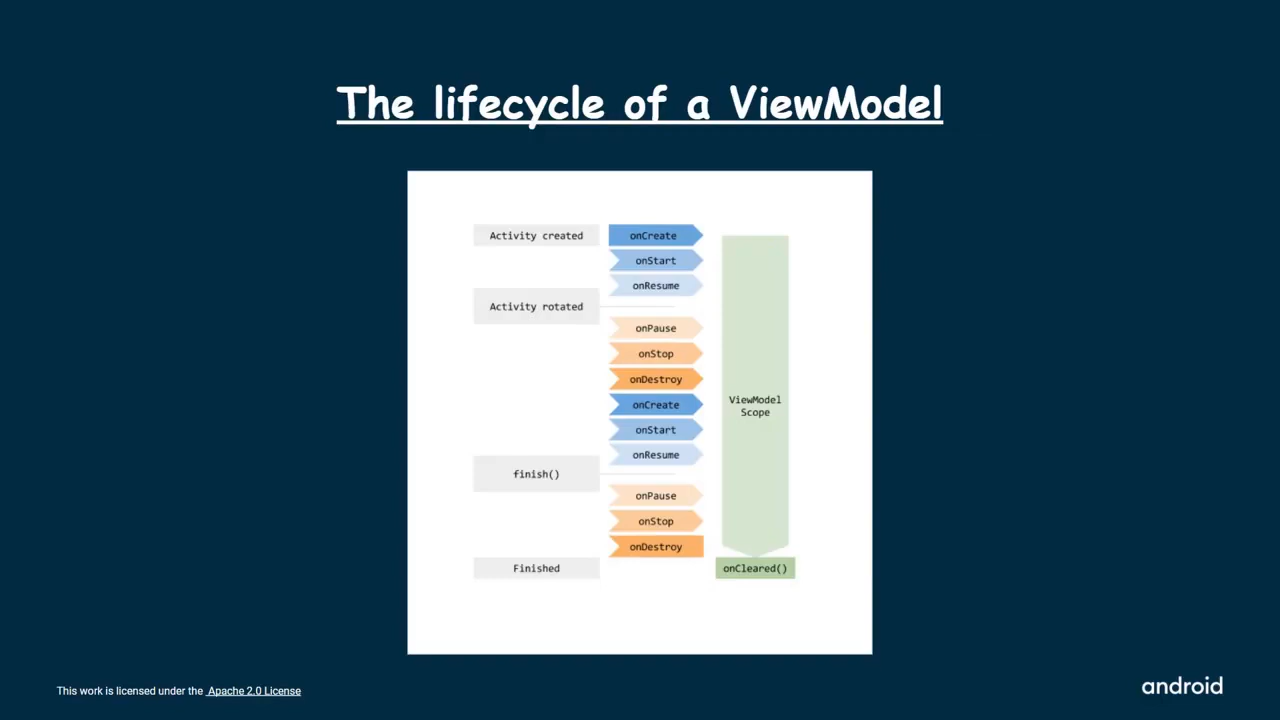 The lifecycle of a ViewModel
Activity created
onCreate
onStart
onResume
Activity rotated
onPause
onStop
onDestroy
onCreate
onStart
onResume
finish()
onPause
onStop
onDestroy
Finished
ViewModel
Scope
onCleared()
This work is licensed under the Apache 2.0 License
android